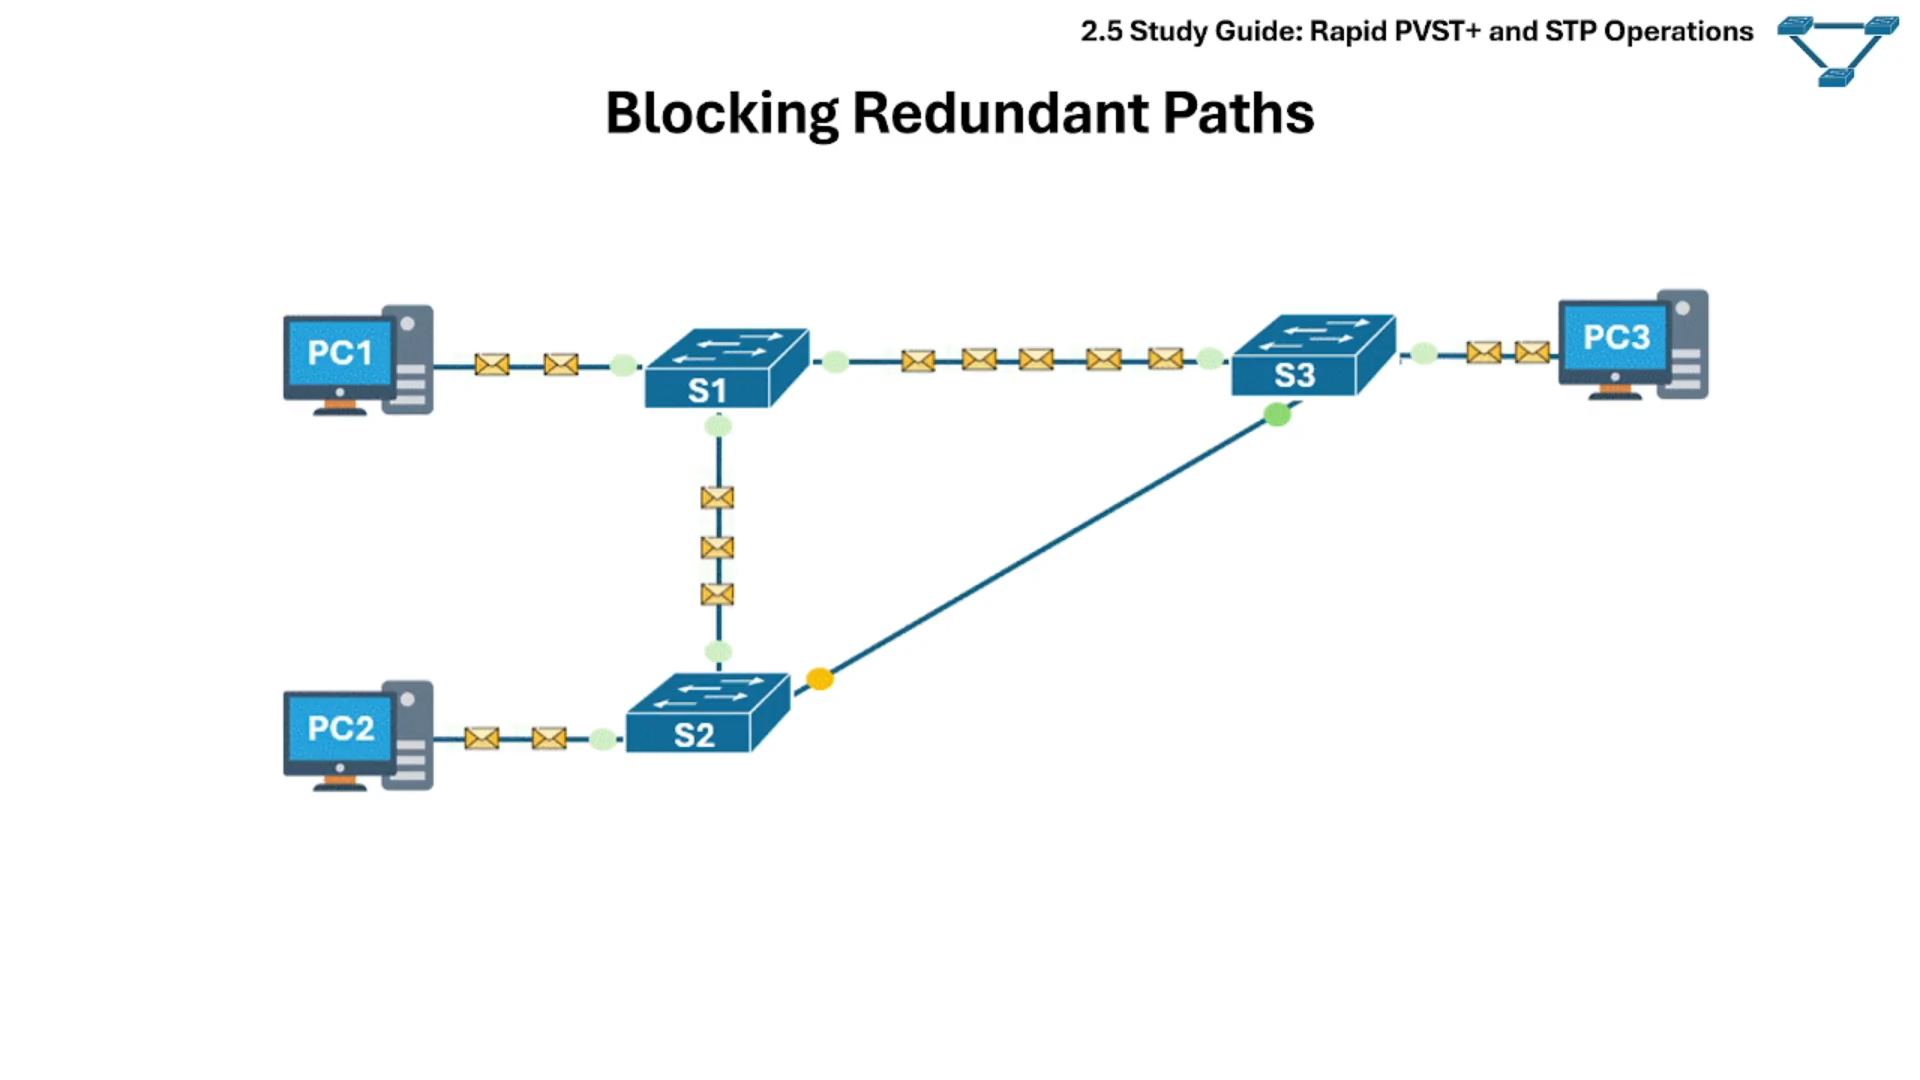 2.5 Study Guide: Rapid PVST+ and STP Operations
Blocking Redundant Paths
PC1
S1
S3
PC3
PC2
S2